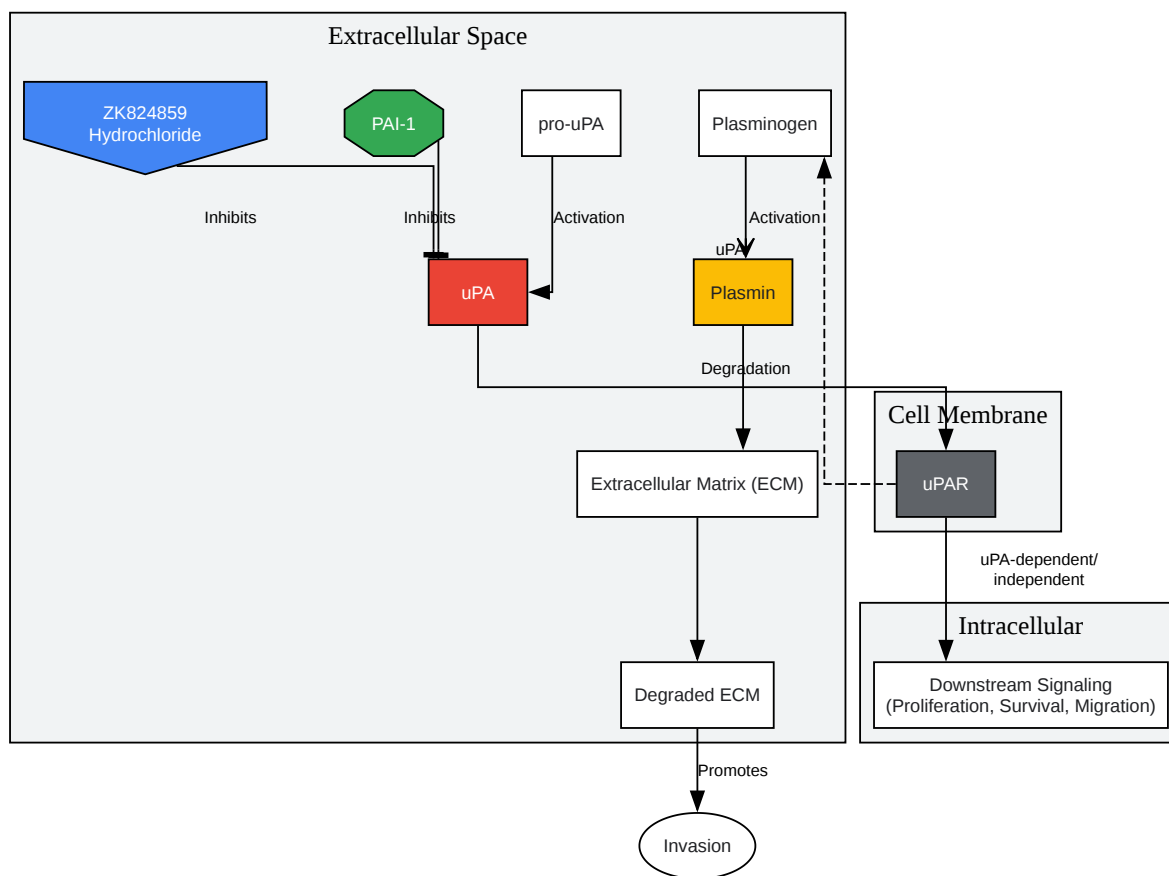 Extracellular Space
ZK824859
Hydrochloride
PAI-1
pro-uPA
Plasminogen
Inhibits
Inhibits
Activation
Activation
uPA
uPA
Plasmin
Degradation
Cell Membrane
Extracellular Matrix (ECM)
uPAR
uPA-dependent/
independent
Intracellular
Degraded ECM
Downstream Signaling
(Proliferation, Survival, Migration)
Promotes
Invasion